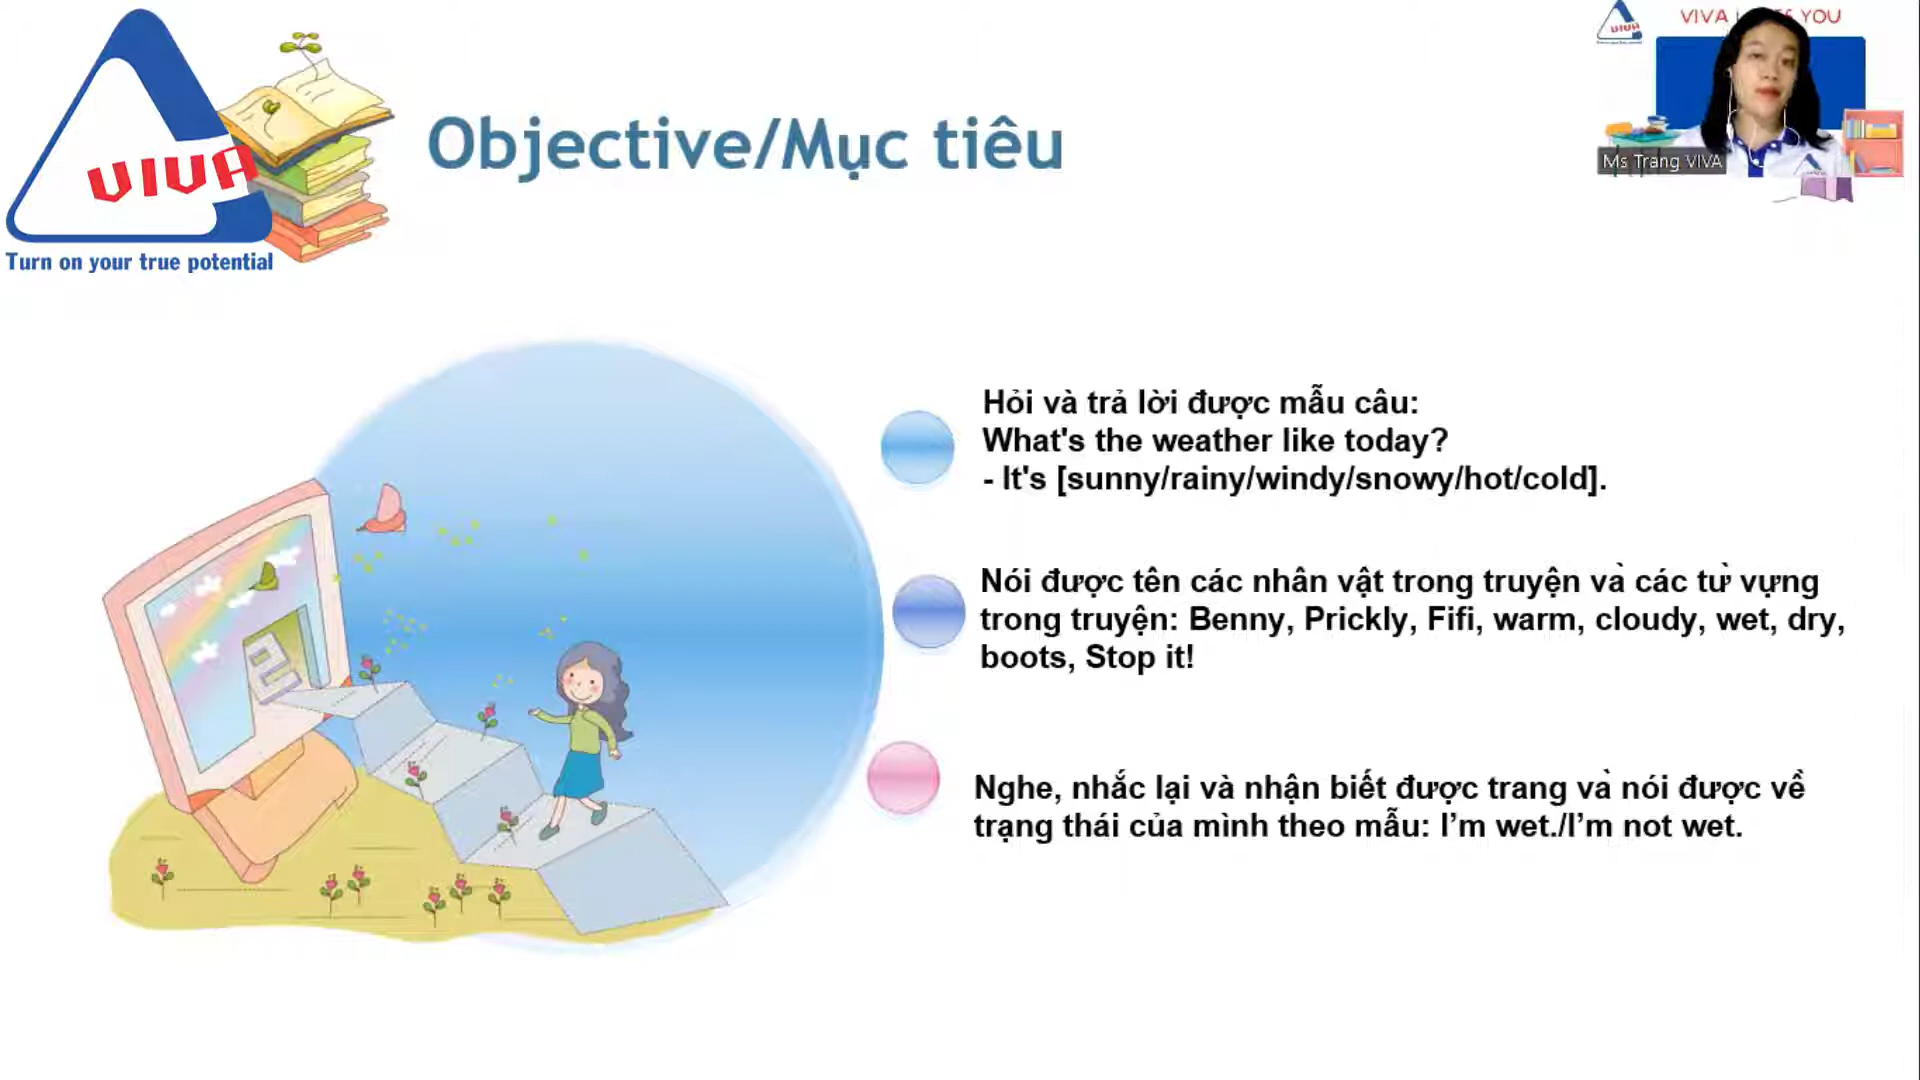 VIVA
Turn on your true potential
Objective/Mục tiêu
VIVA
VIVA YOU
Ms Trang VIVA
Hỏi và trả lời được mẫu câu:
What's the weather like today?
- It's [sunny/rainy/windy/snowy/hot/cold].
Nói được tên các nhân vật trong truyện và các từ vựng
trong truyện: Benny, Prickly, Fifi, warm, cloudy, wet, dry,
boots, Stop it!
Nghe, nhắc lại và nhận biết được trang và nói được về
trạng thái của mình theo mẫu: I’m wet./I’m not wet.